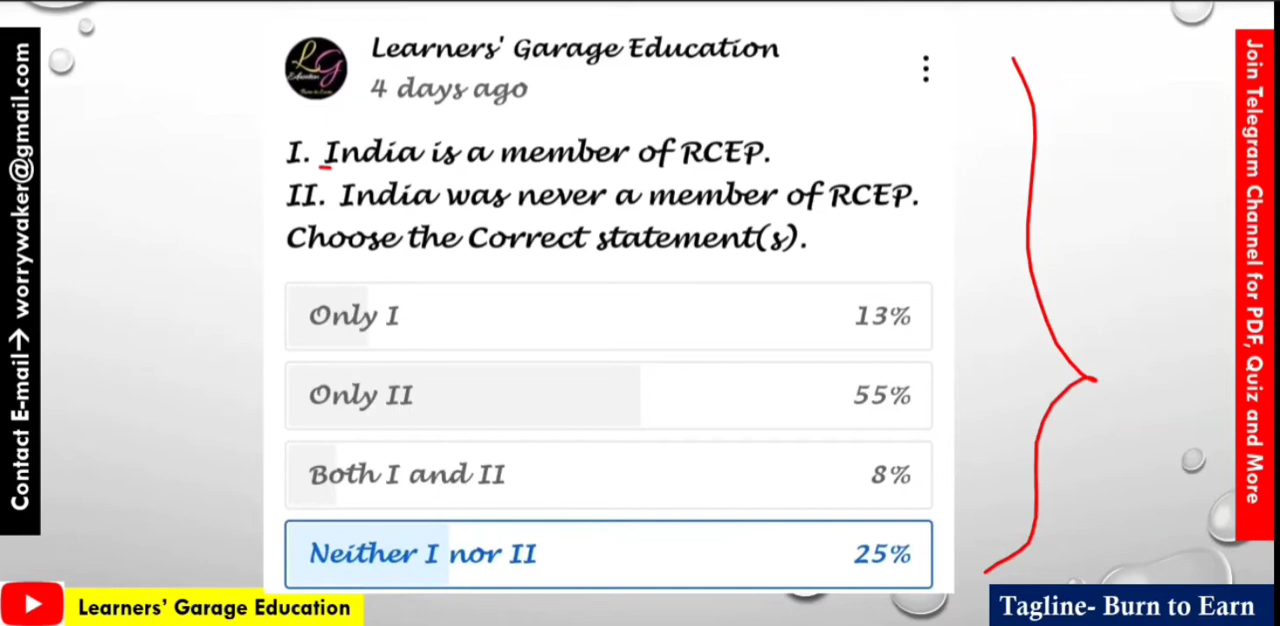 Contact E-mail→ worrywaker@gmail.com
LG
Education
Learners' Garage Education
4 days ago
I. India is a member of RCEP.
II. India was never a member of RCEP.
Choose the Correct statement(s).
Only I 13%
Only II 55%
Both I and II 8%
Neither I nor II 25%
Join Telegram Channel for PDF, Quiz and More
Learners' Garage Education
Tagline- Burn to Earn